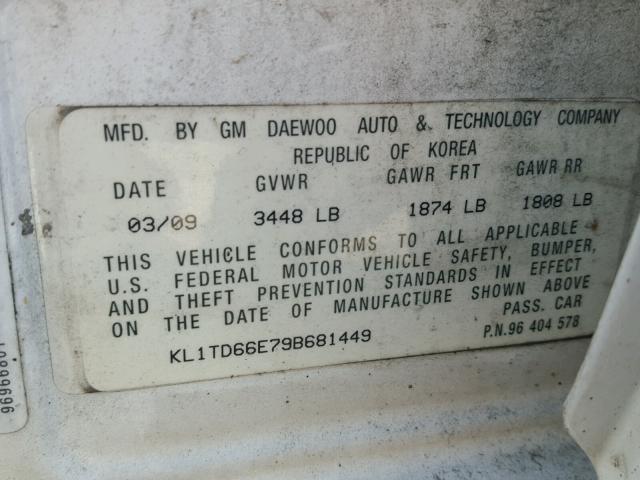 MFD. BY GM DAEWOO AUTO & TECHNOLOGY COMPANY
REPUBLIC OF KOREA
DATE GVWR GAWR FRT GAWR RR
03/09 3448 LB 1874 LB 1808 LB
THIS VEHICLE CONFORMS TO ALL APPLICABLE
U.S. FEDERAL MOTOR VEHICLE SAFETY, BUMPER,
AND THEFT PREVENTION STANDARDS IN EFFECT
ON THE DATE OF MANUFACTURE SHOWN ABOVE
PASS. CAR
KL1TD66E79B681449 P.N.96 404 578